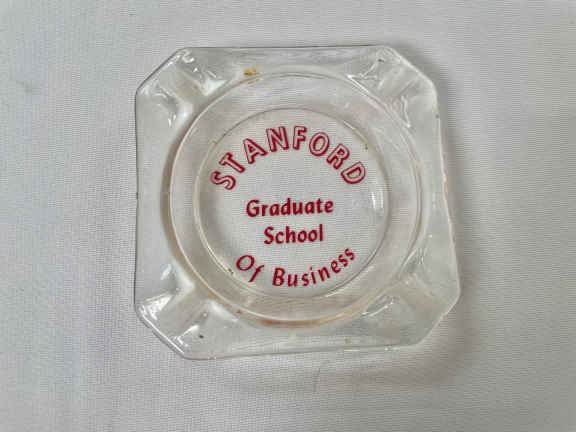 STANFORD
Graduate
School
Of Business